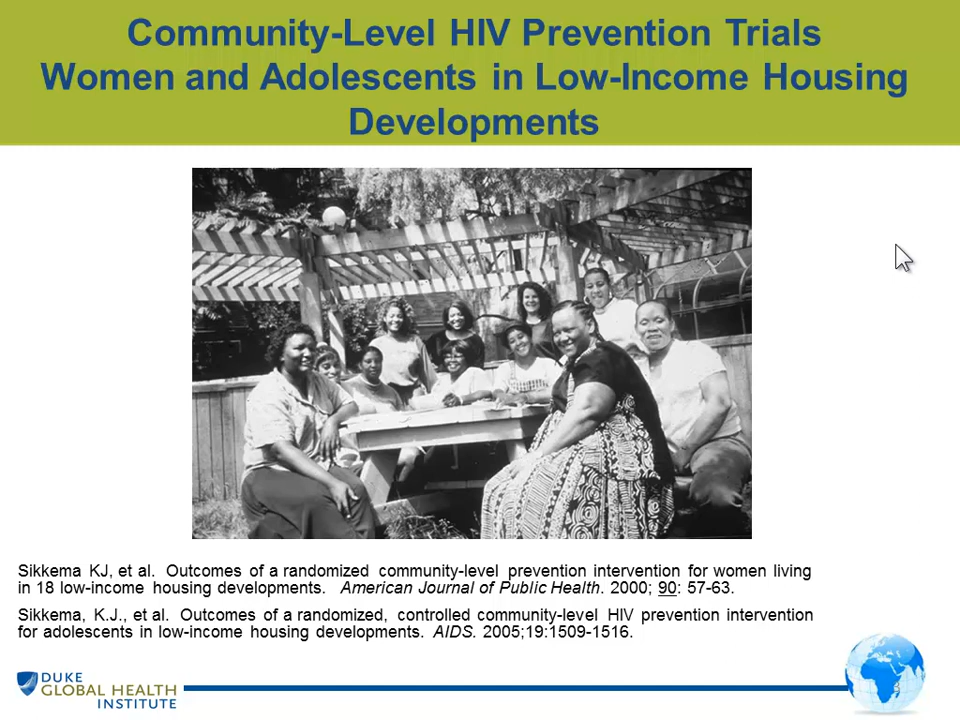 Community-Level HIV Prevention Trials
Women and Adolescents in Low-Income Housing
Developments
Sikkema KJ, et al. Outcomes of a randomized community-level prevention intervention for women living
in 18 low-income housing developments. American Journal of Public Health. 2000; 90: 57-63.
Sikkema, K.J., et al. Outcomes of a randomized, controlled community-level HIV prevention intervention
for adolescents in low-income housing developments. AIDS. 2005;19:1509-1516.
DUKE
GLOBAL HEALTH
INSTITUTE